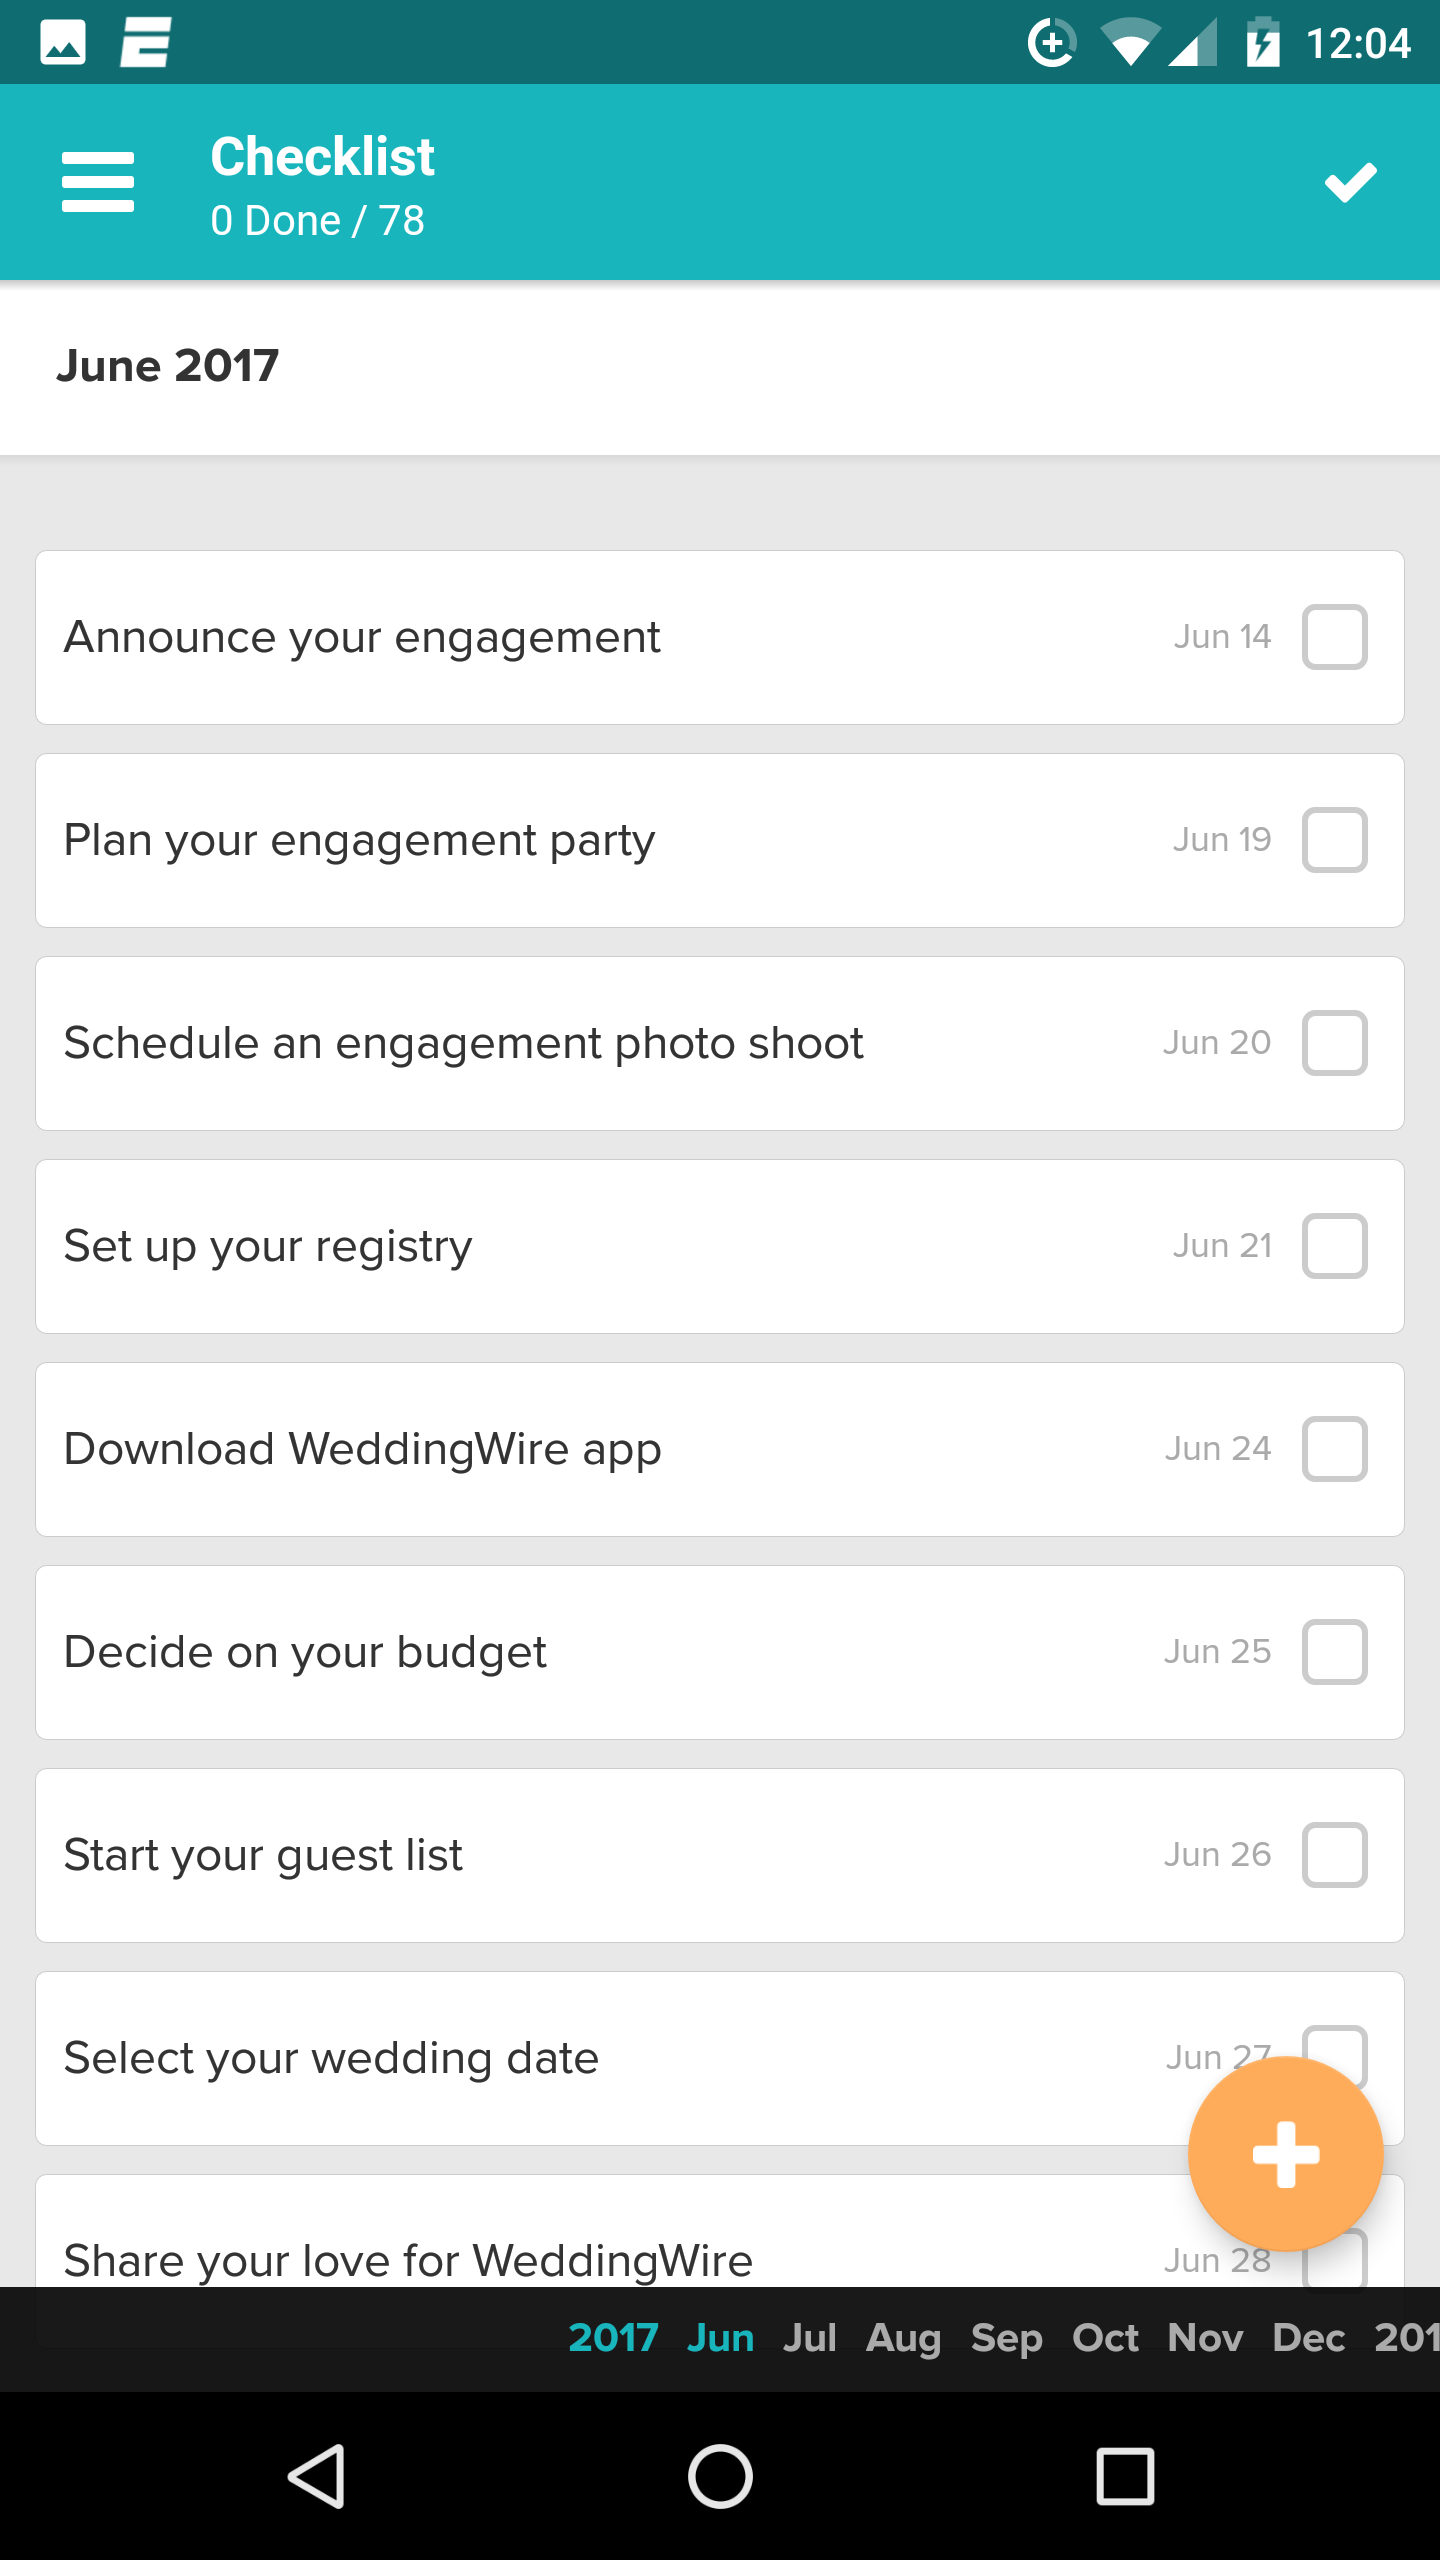 12:04
Checklist
0 Done / 78
June 2017
Announce your engagement Jun 14
Plan your engagement party Jun 19
Schedule an engagement photo shoot Jun 20
Set up your registry Jun 21
Download WeddingWire app Jun 24
Decide on your budget Jun 25
Start your guest list Jun 26
Select your wedding date Jun 27
Share your love for WeddingWire Jun 28
2017 Jun Jul Aug Sep Oct Nov Dec 201